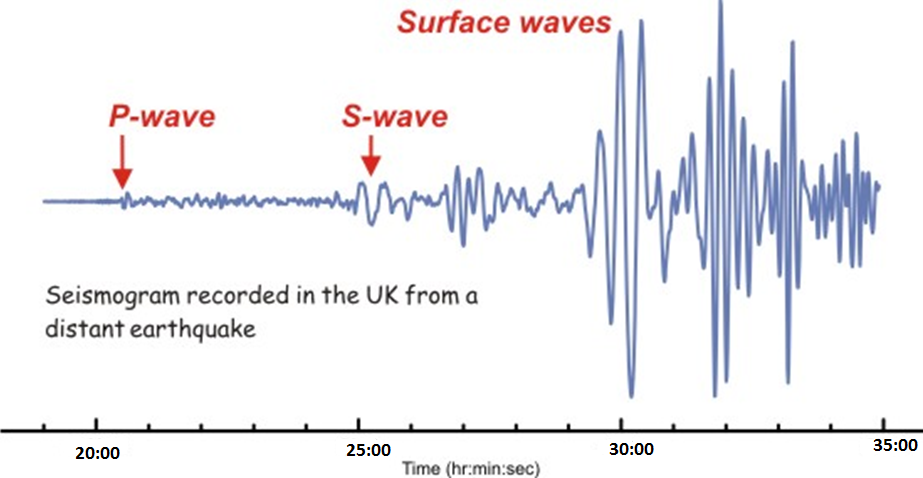 Surface waves
P-wave
S-wave
Seismogram recorded in the UK from a
distant earthquake
20:00
25:00
30:00
35:00
Time (hr:min:sec)